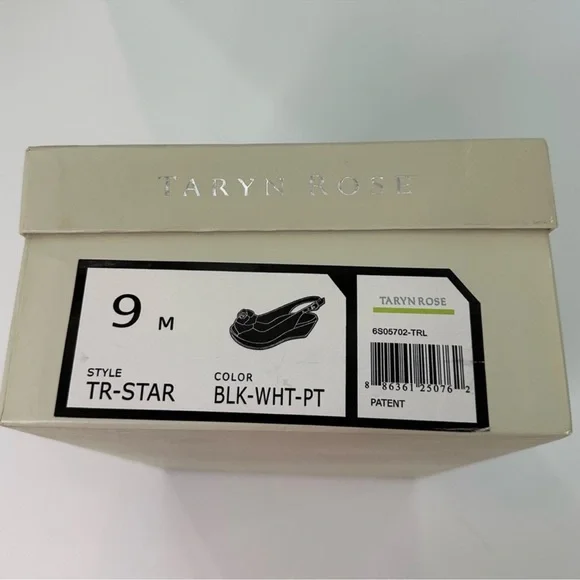 TARYN ROSE
9 M
STYLE
TR-STAR
COLOR
BLK-WHT-PT
TARYN ROSE
6S05702-TRL
8 86361 25076 2
PATENT